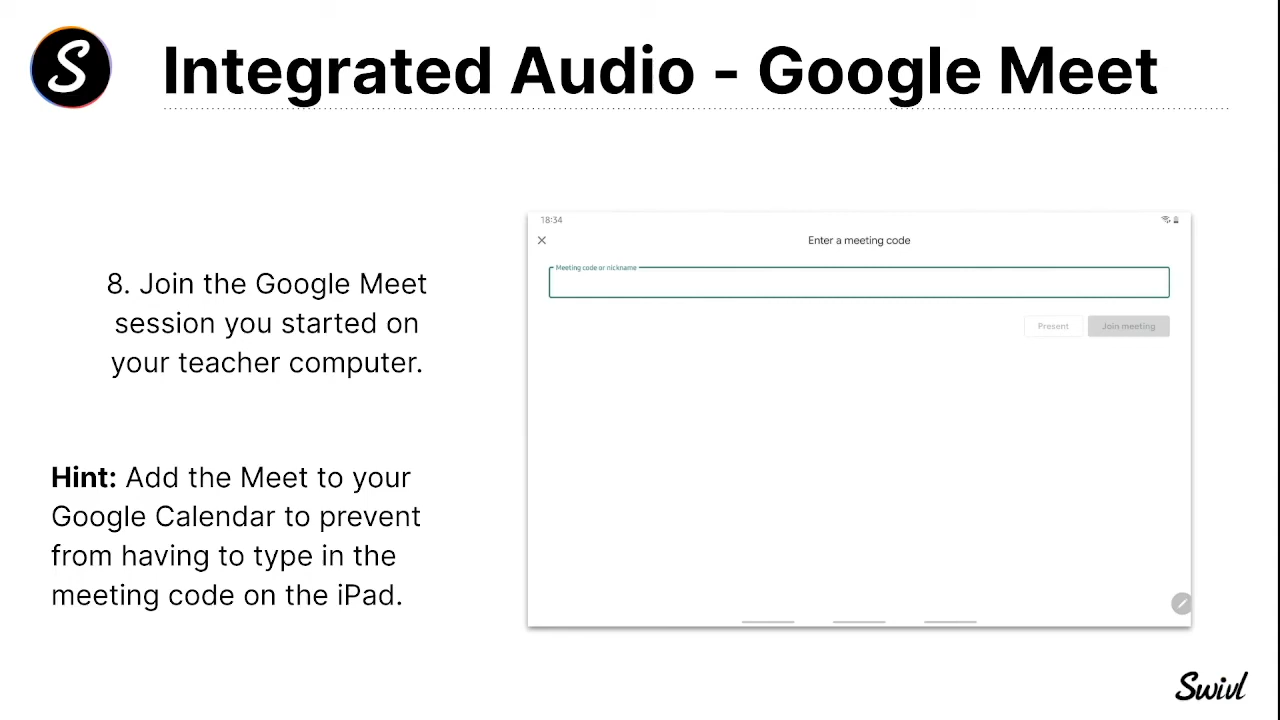 S
Integrated Audio - Google Meet
8. Join the Google Meet
session you started on
your teacher computer.
Hint: Add the Meet to your
Google Calendar to prevent
from having to type in the
meeting code on the iPad.
18:34
Enter a meeting code
Meeting code or nickname
Present
Join meeting
Swivl